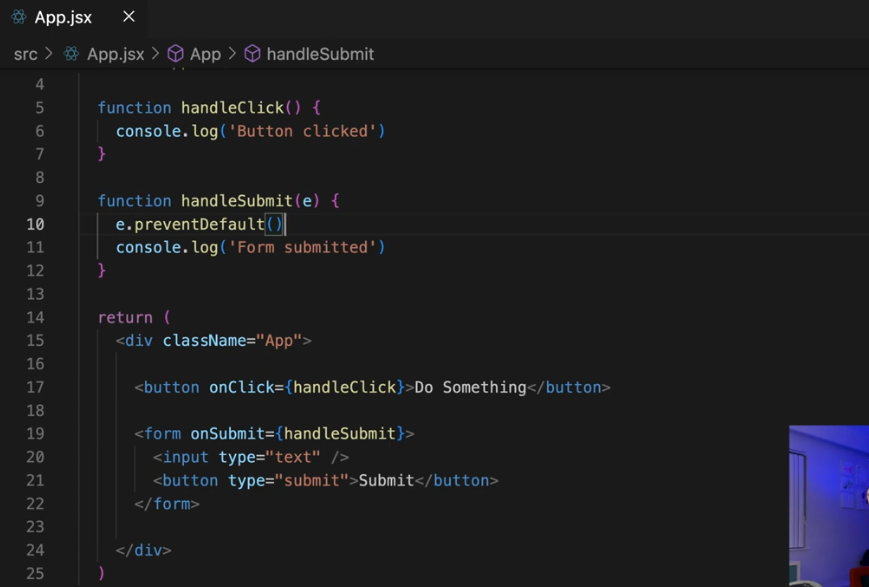 App.jsx
src > App.jsx > App > handleSubmit
4
5 function handleClick() {
6 console.log('Button clicked')
7 }
8
9 function handleSubmit(e) {
10 e.preventDefault()
11 console.log('Form submitted')
12 }
13
14 return (
15 <div className="App">
16
17 <button onClick={handleClick}>Do Something</button>
18
19 <form onSubmit={handleSubmit}>
20 <input type="text" />
21 <button type="submit">Submit</button>
22 </form>
23
24 </div>
25 )